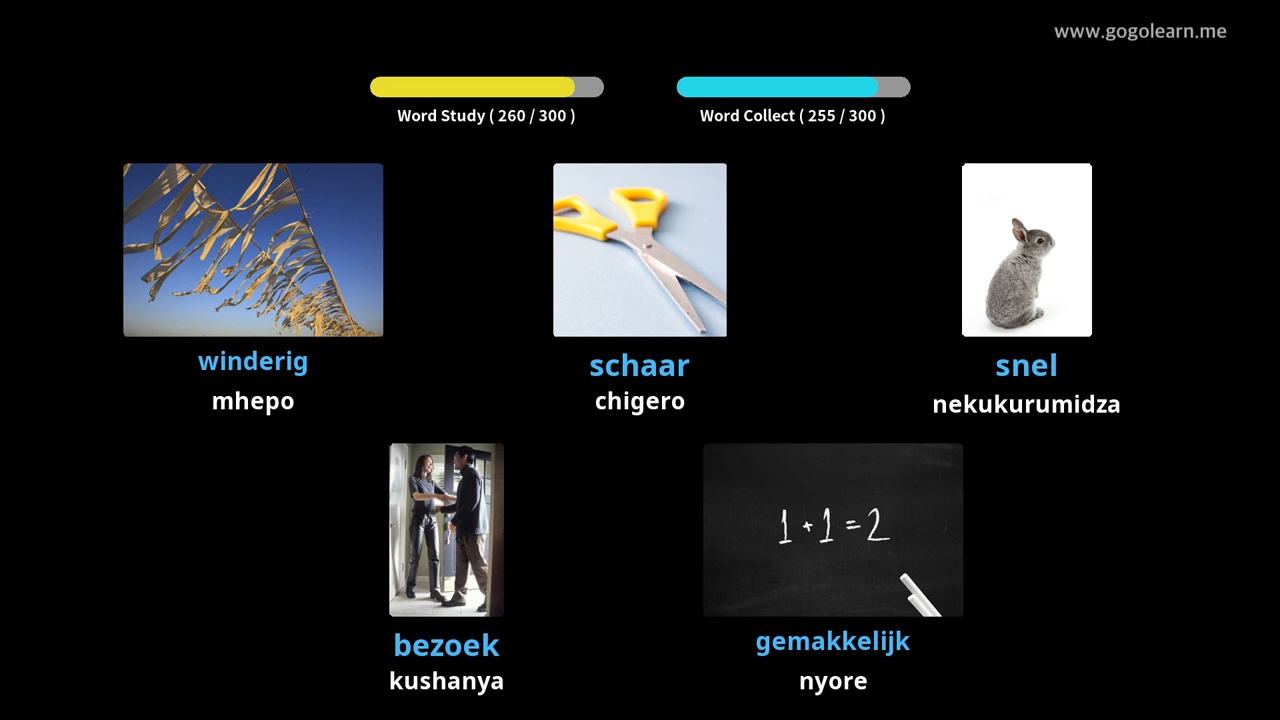 www.gogolearn.me
Word Study ( 260 / 300 )
Word Collect ( 255 / 300 )
winderig
mhepo
schaar
chigero
snel
nekukurumidza
1 + 1 = 2
bezoek
kushanya
gemakkelijk
nyore